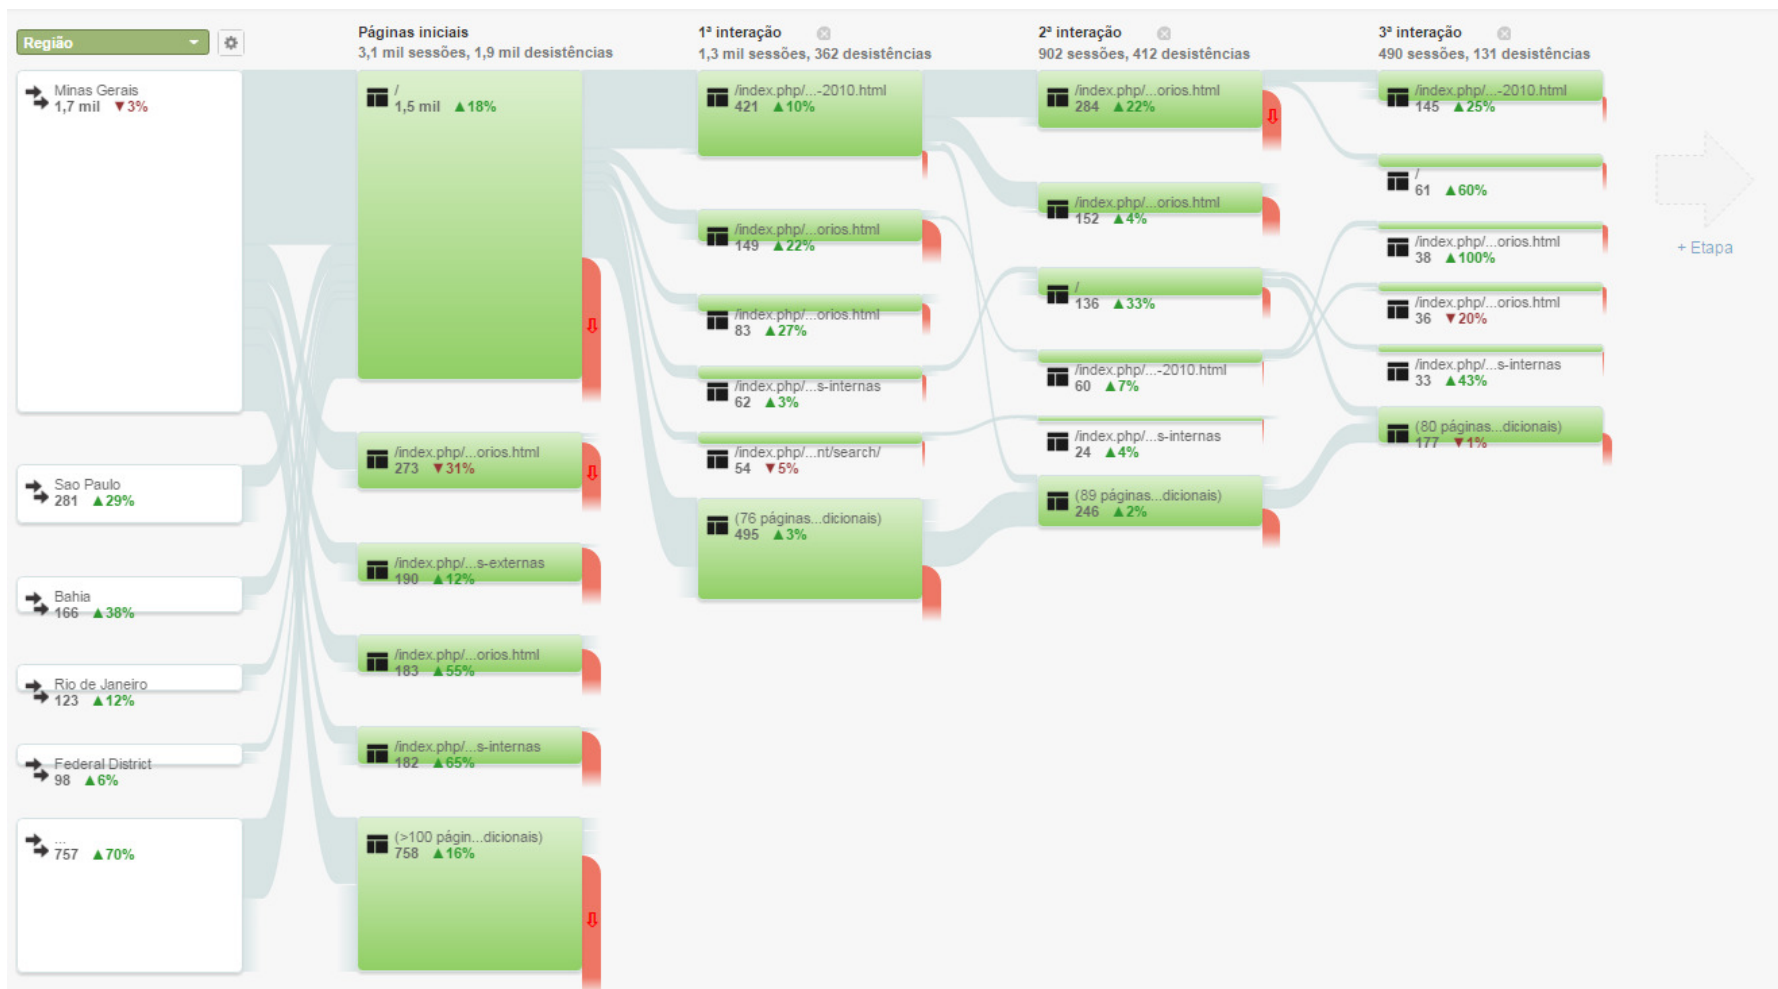 Região
Minas Gerais
1,7 mil ▼3%
Sao Paulo
281 ▲29%
Bahia
166 ▲38%
Rio de Janeiro
123 ▲12%
Federal District
98 ▲6%
...
757 ▲70%
Páginas iniciais
3,1 mil sessões, 1,9 mil desistências
/
1,5 mil ▲18%
/index.php/...orios.html
273 ▼31%
/index.php/...s-externas
190 ▲12%
/index.php/...orios.html
183 ▲55%
/index.php/...s-internas
182 ▲65%
(>100 págin...dicionais)
758 ▲16%
1ª interação
1,3 mil sessões, 362 desistências
/index.php/...-2010.html
421 ▲10%
/index.php/...orios.html
149 ▲22%
/index.php/...orios.html
83 ▲27%
/index.php/...s-internas
62 ▲3%
/index.php/...nt/search/
54 ▼5%
(76 páginas...dicionais)
495 ▲3%
2ª interação
902 sessões, 412 desistências
/index.php/...orios.html
284 ▲22%
/index.php/...orios.html
152 ▲4%
/
136 ▲33%
/index.php/...-2010.html
60 ▲7%
/index.php/...s-internas
24 ▲4%
(89 páginas...dicionais)
246 ▲2%
3ª interação
490 sessões, 131 desistências
/index.php/...-2010.html
145 ▲25%
/
61 ▲60%
/index.php/...orios.html
38 ▲100%
/index.php/...orios.html
36 ▼20%
/index.php/...s-internas
33 ▲43%
(80 páginas...dicionais)
177 ▼1%
+ Etapa